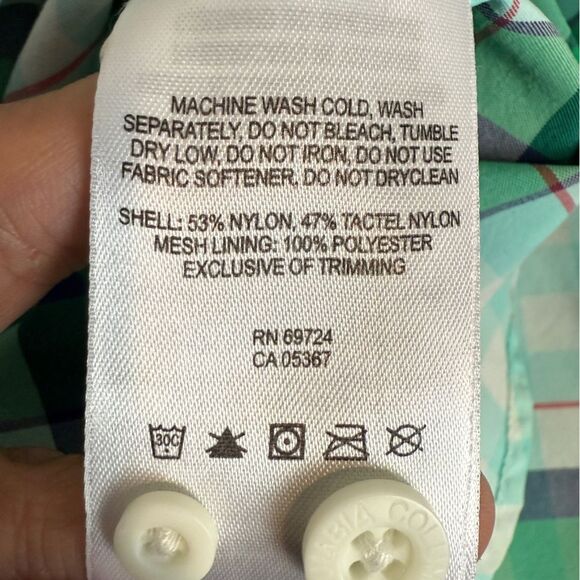 MACHINE WASH COLD, WASH
SEPARATELY, DO NOT BLEACH, TUMBLE
DRY LOW, DO NOT IRON, DO NOT USE
FABRIC SOFTENER. DO NOT DRYCLEAN
SHELL: 53% NYLON, 47% TACTEL NYLON
MESH LINING: 100% POLYESTER
EXCLUSIVE OF TRIMMING
RN 69724
CA 05367
30C
BIA COL